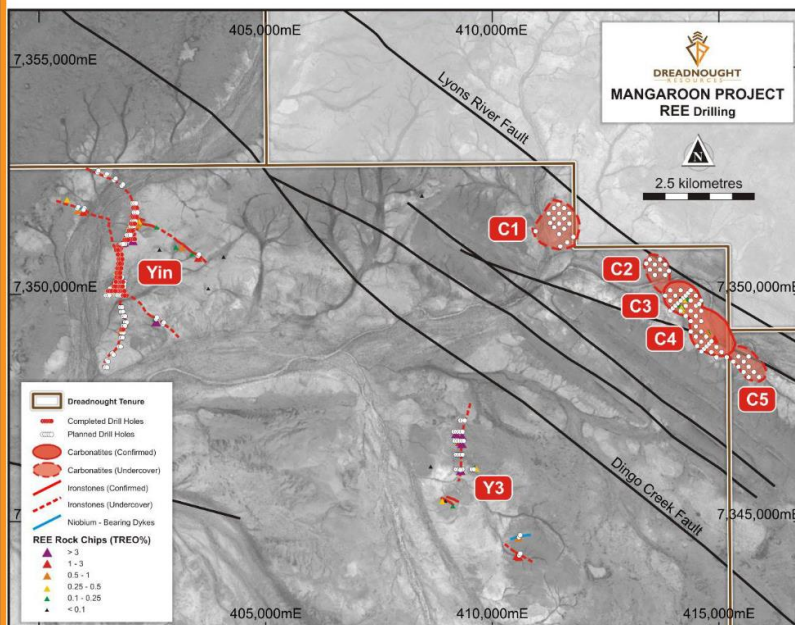 405,000mE
410,000mE
7,355,000mE
DREADNOUGHT
RESOURCES
MANGAROON PROJECT
REE Drilling
N
2.5 kilometres
Lyons River Fault
C1
C2
Yin
7,350,000mE
7,350,000mE
C3
C4
C5
Dreadnought Tenure
Completed Drill Holes
Planned Drill Holes
Carbonatites (Confirmed)
Carbonatites (Undercover)
Ironstones (Confirmed)
Ironstones (Undercover)
Niobium - Bearing Dykes
REE Rock Chips (TREO%)
> 3
1 - 3
0.5 - 1
0.25 - 0.5
0.1 - 0.25
< 0.1
Y3
Dingo Creek Fault
7,345,000mE
405,000mE
410,000mE
415,000mE